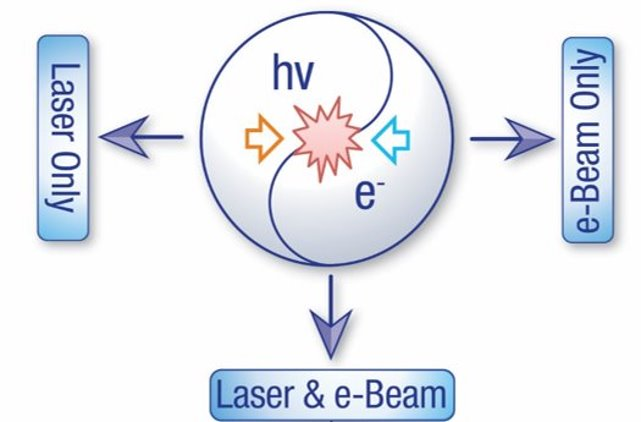 Laser Only
hv
e-
e-Beam Only
Laser & e-Beam